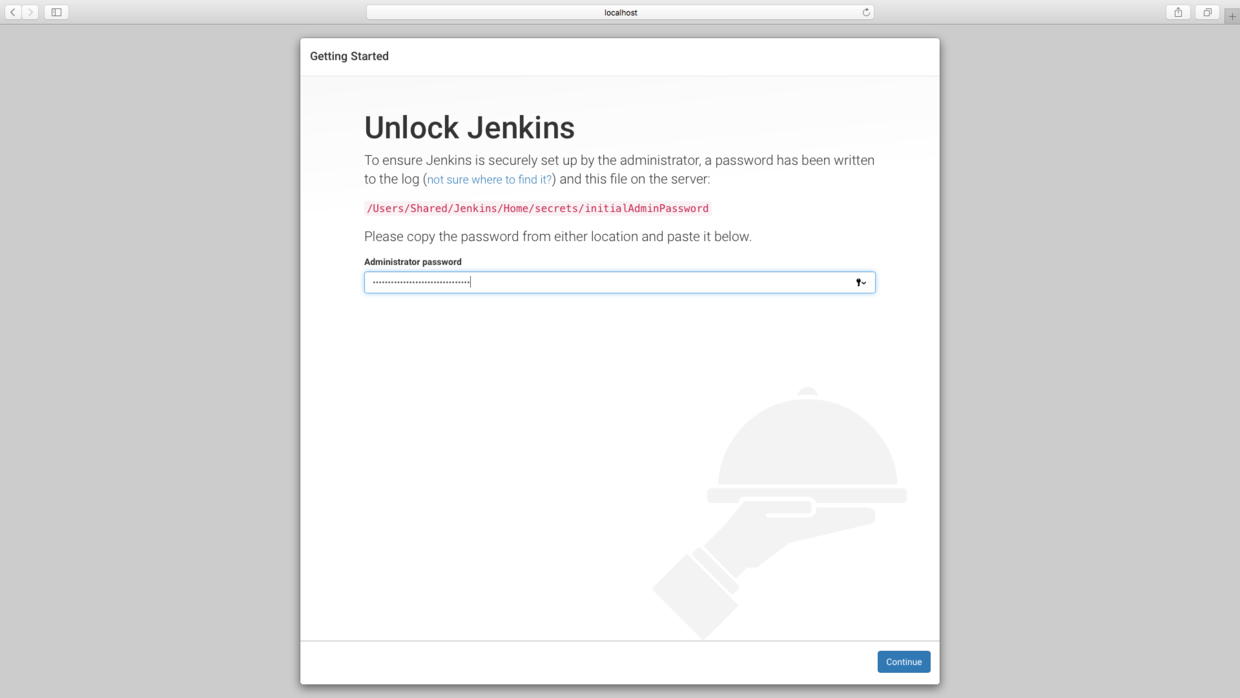 localhost
Getting Started
Unlock Jenkins
To ensure Jenkins is securely set up by the administrator, a password has been written
to the log (not sure where to find it?) and this file on the server:
/Users/Shared/Jenkins/Home/secrets/initialAdminPassword
Please copy the password from either location and paste it below.
Administrator password
••••••••••••••••••••••••••••••••
Continue